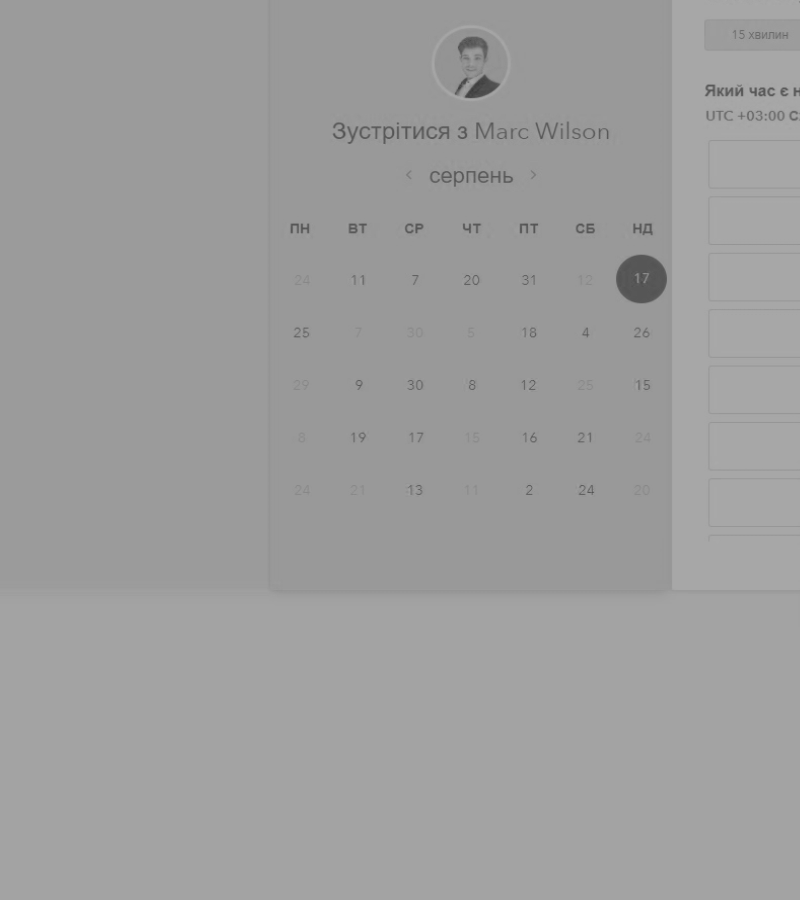 15 хвилин
Зустрітися з Marc Wilson
Який час є
UTC +03:00
‹ серпень ›
ПН ВТ СР ЧТ ПТ СБ НД
24 11 7 20 31 12 17
25 7 30 5 18 4 26
29 9 30 8 12 25 15
8 19 17 15 16 21 24
24 21 13 11 2 24 20